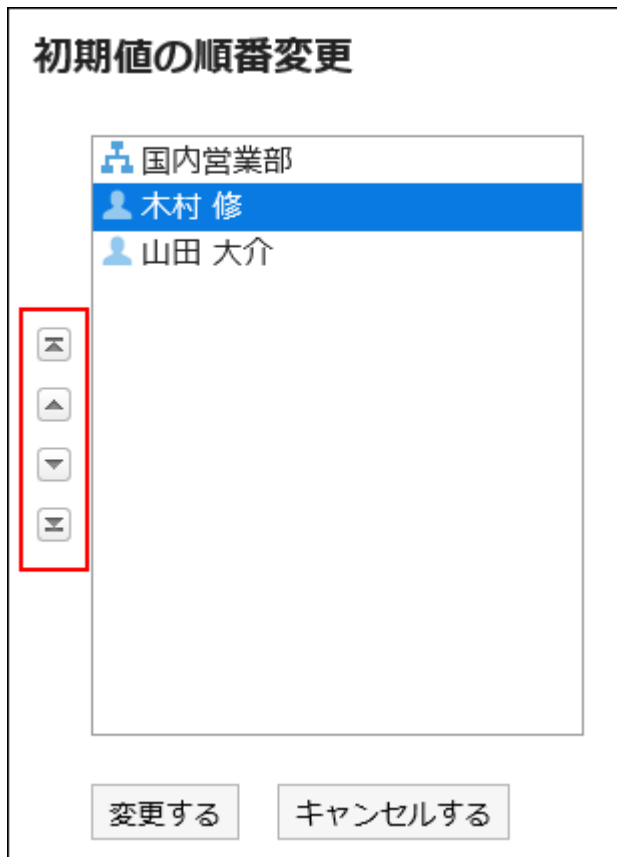 初期値の順番変更
国内営業部
木村 修
山田 大介
変更する
キャンセルする